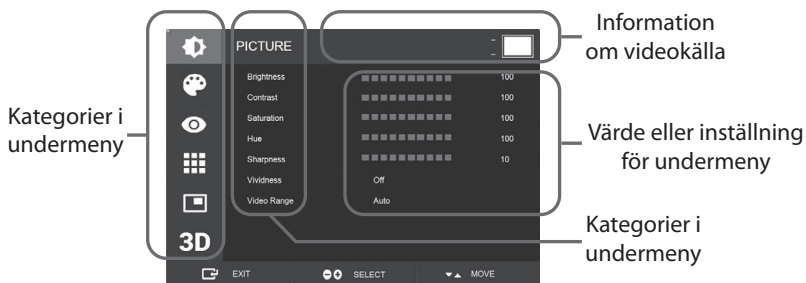 Information
om videokälla
Kategorier i
undermeny
PICTURE
Brightness 100
Contrast 100
Saturation 100
Hue 100
Sharpness 10
Vividness Off
Video Range Auto
3D
EXIT SELECT MOVE
Värde eller inställning
för undermeny
Kategorier i
undermeny